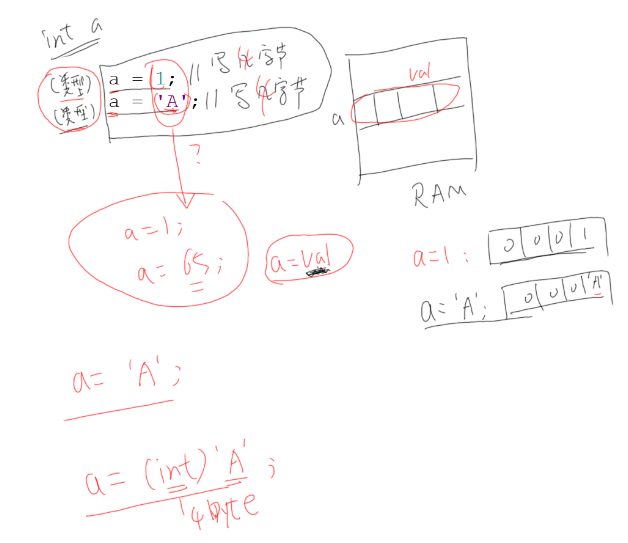 int a
(类型) a = 1; // 写4字节
(类型) a = 'A'; // 写4字节
val
a
RAM
?
a=1;
a= 65;
a=val
a=1: 0 0 0 1
a='A'; 0 0 0 'A'
a= 'A';
a= (int) 'A';
4byte